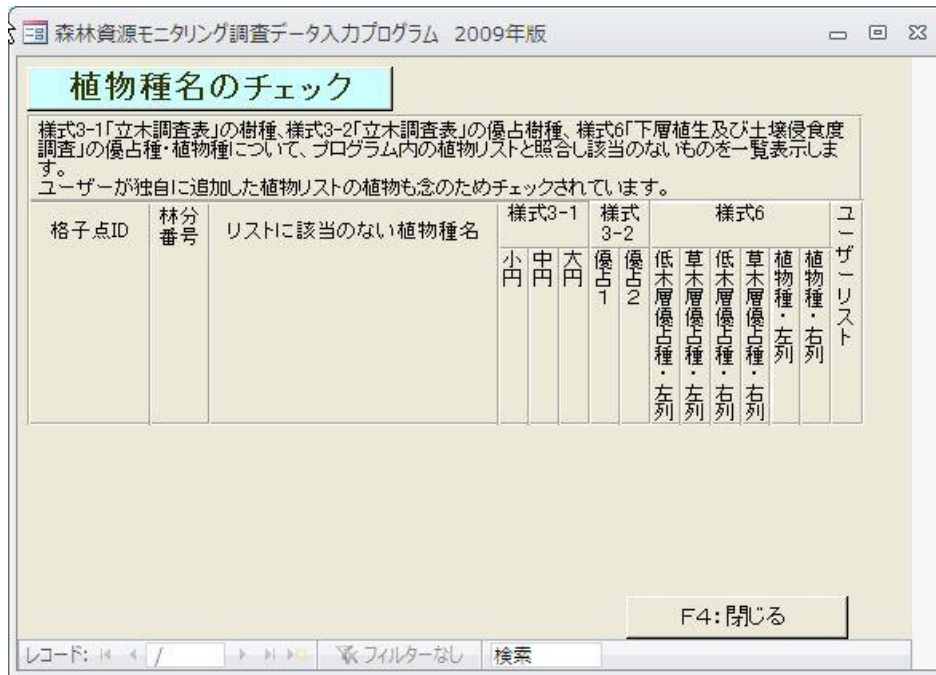 森林資源モニタリング調査データ入力プログラム 2009年版
植物種名のチェック
様式3-1「立木調査表」の樹種、様式3-2「立木調査表」の優占樹種、様式6「下層植生及び土壌侵食度
調査」の優占種・植物種について、プログラム内の植物リストと照合し該当のないものを一覧表示しま
す。
ユーザーが独自に追加した植物リストの植物も念のためチェックされています。
格子点ID
林分
番号
リストに該当のない植物種名
様式3-1
様式
3-2
様式6
ユーザーリスト
小円
中円
大円
優占1
優占2
低木層優占種・左列
草木層優占種・左列
低木層優占種・右列
草木層優占種・右列
植物種・左列
植物種・右列
F4:閉じる
レコード: /
フィルターなし
検索